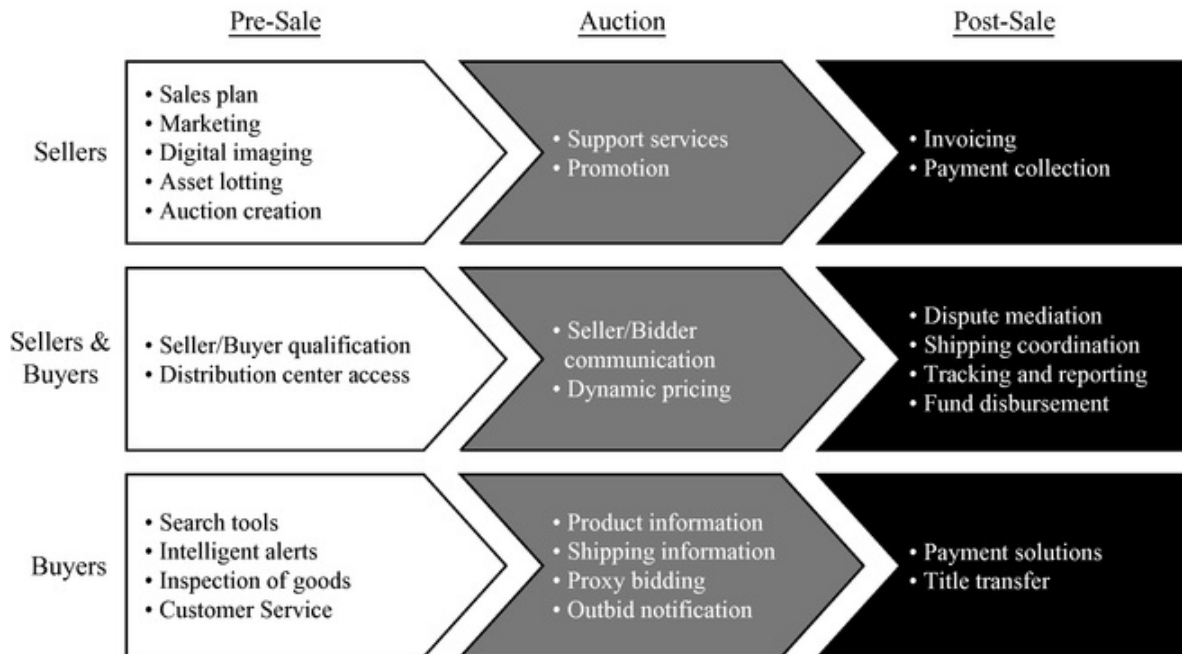 Pre-Sale
Auction
Post-Sale
Sellers
• Sales plan
• Marketing
• Digital imaging
• Asset lotting
• Auction creation
• Support services
• Promotion
• Invoicing
• Payment collection
Sellers &
Buyers
• Seller/Buyer qualification
• Distribution center access
• Seller/Bidder
communication
• Dynamic pricing
• Dispute mediation
• Shipping coordination
• Tracking and reporting
• Fund disbursement
Buyers
• Search tools
• Intelligent alerts
• Inspection of goods
• Customer Service
• Product information
• Shipping information
• Proxy bidding
• Outbid notification
• Payment solutions
• Title transfer